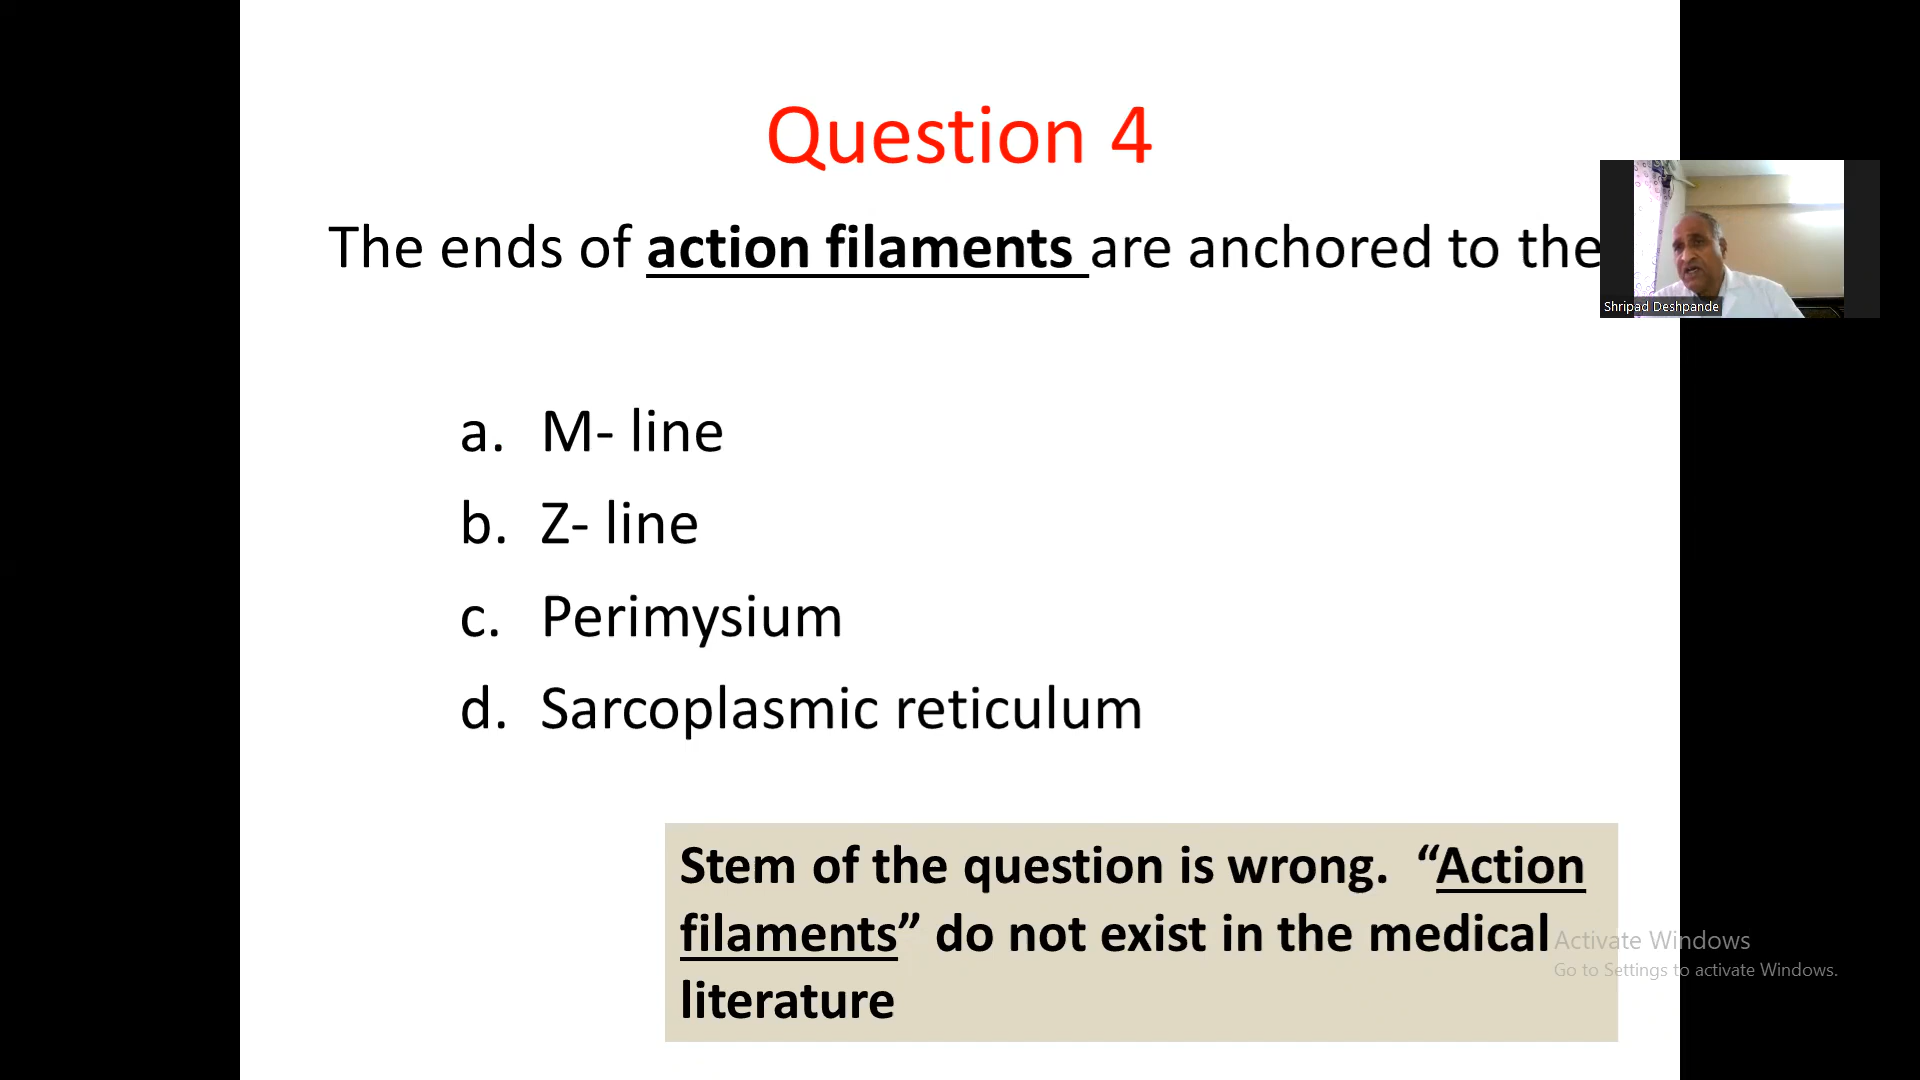 Question 4
The ends of action filaments are anchored to the
Shripad Deshpande
a. M- line
b. Z- line
c. Perimysium
d. Sarcoplasmic reticulum
Stem of the question is wrong. “Action
filaments” do not exist in the medical
literature
Activate Windows
Go to Settings to activate Windows.